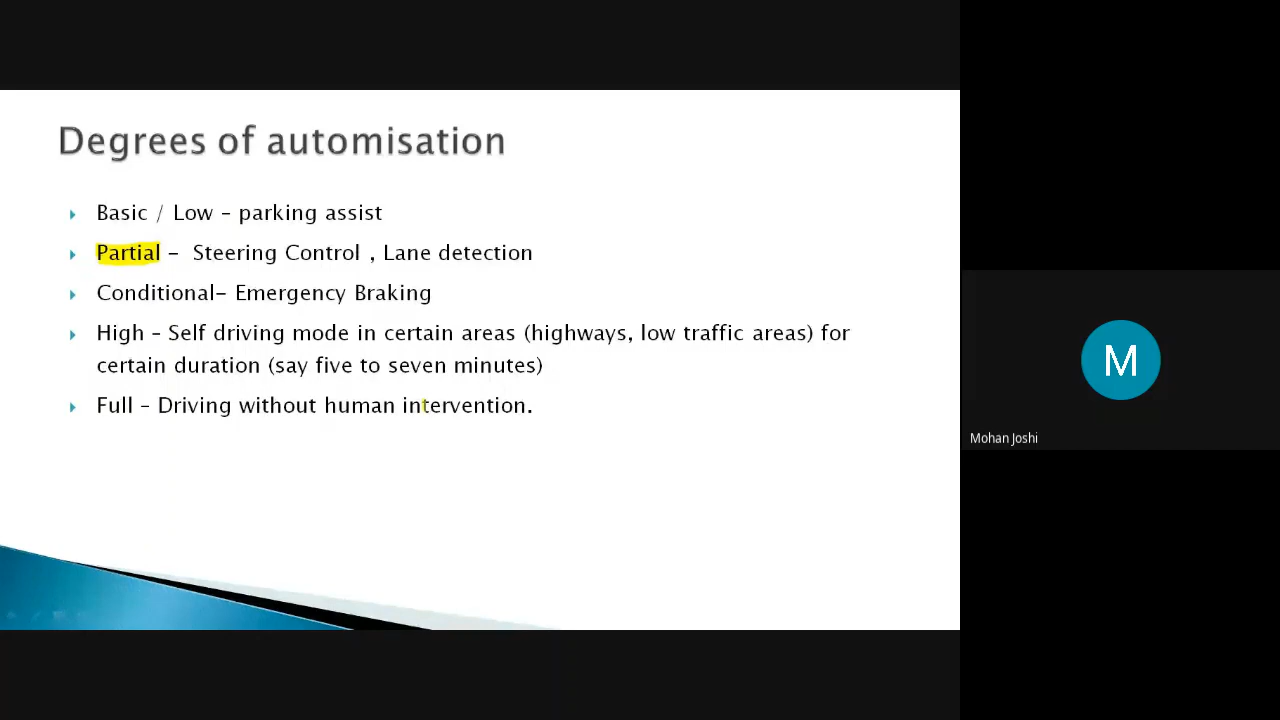 Degrees of automisation
Basic / Low – parking assist
Partial – Steering Control , Lane detection
Conditional– Emergency Braking
High – Self driving mode in certain areas (highways, low traffic areas) for
certain duration (say five to seven minutes)
Full – Driving without human intervention.
M
Mohan Joshi